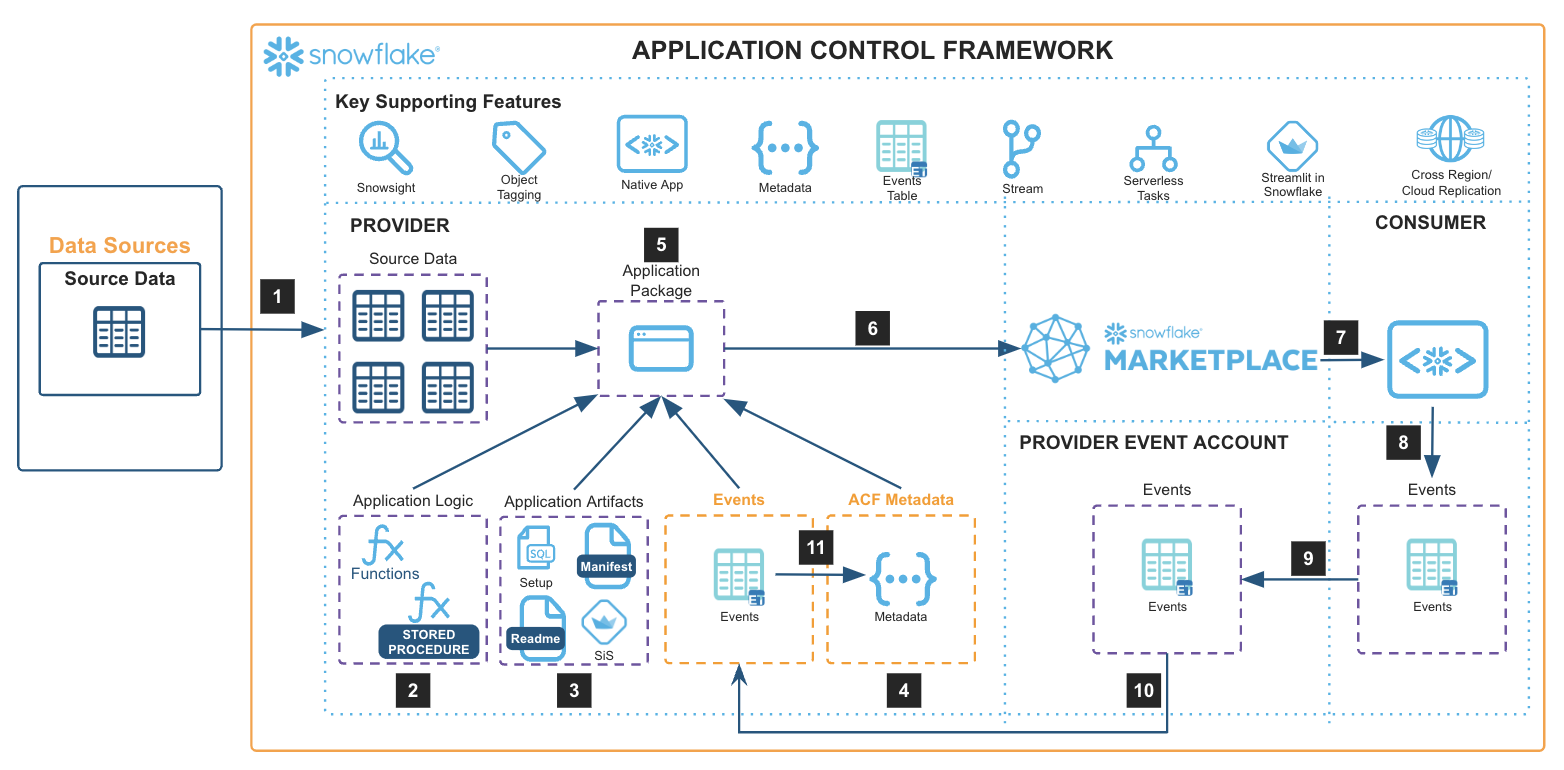 snowflake®
APPLICATION CONTROL FRAMEWORK
Key Supporting Features
Snowsight
Object
Tagging
Native App
Metadata
ET
Events
Table
Stream
Serverless
Tasks
Streamlit in
Snowflake
Cross Region/
Cloud Replication
Data Sources
Source Data
1
PROVIDER
Source Data
5
Application
Package
6
snowflake®
MARKETPLACE
7
CONSUMER
8
Application Logic
Functions
STORED
PROCEDURE
2
Application Artifacts
SQL
Setup
Manifest
Readme
SiS
3
Events
ET
Events
11
ACF Metadata
Metadata
4
PROVIDER EVENT ACCOUNT
Events
ET
Events
10
9
Events
ET
Events